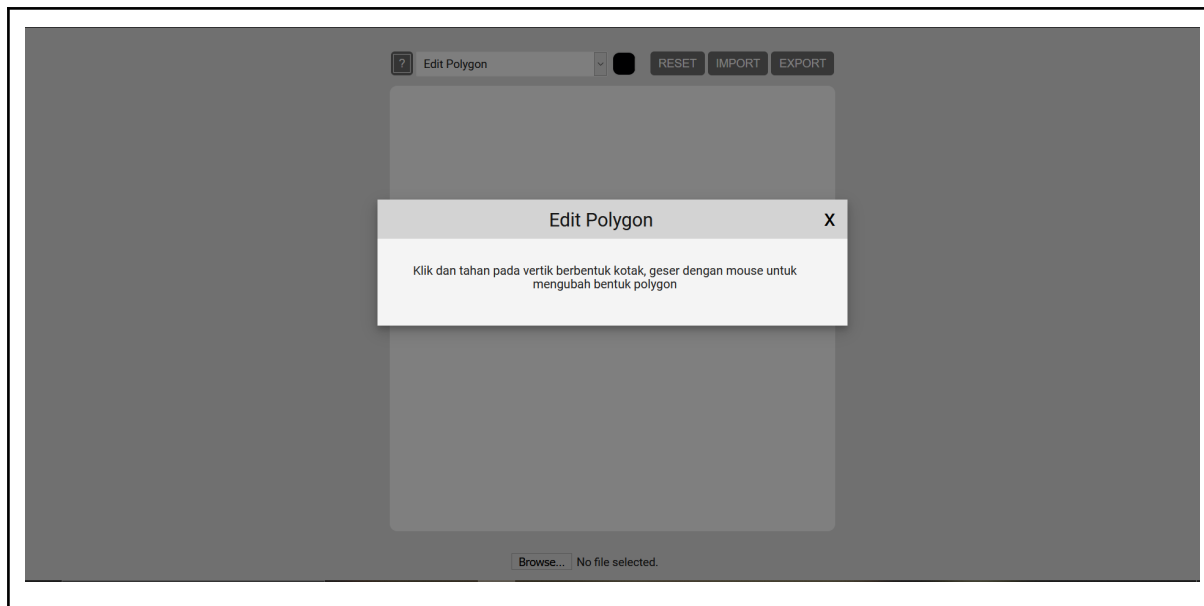 ? Edit Polygon RESET IMPORT EXPORT
Edit Polygon X
Klik dan tahan pada vertik berbentuk kotak, geser dengan mouse untuk
mengubah bentuk polygon
Browse... No file selected.